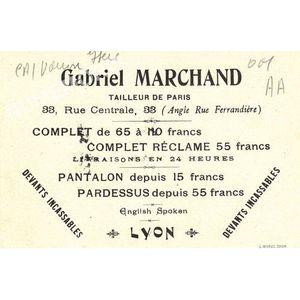 Gabriel MARCHAND
TAILLEUR DE PARIS
33, Rue Centrale, 33 (Angle Rue Ferrandière)
COMPLET de 65 à 110 francs
COMPLET RÉCLAME 55 francs
LIVRAISONS EN 24 HEURES
PANTALON depuis 15 francs
PARDESSUS depuis 55 francs
DEVANTS INCASSABLES
DEVANTS INCASSABLES
English Spoken
LYON
AA